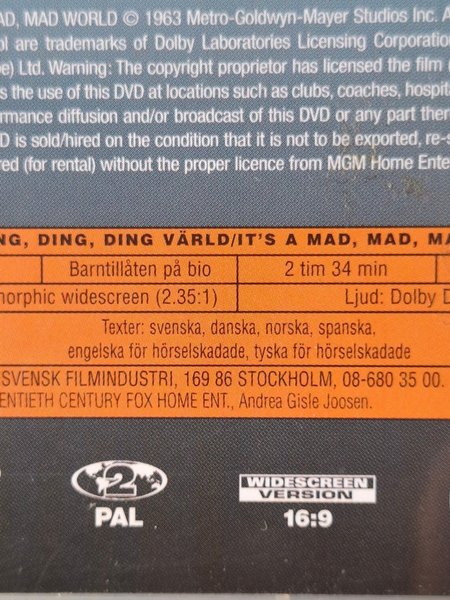 AD, MAD WORLD © 1963 Metro-Goldwyn-Mayer Studios Inc. A
ol are trademarks of Dolby Laboratories Licensing Corporation
e) Ltd. Warning: The copyright proprietor has licensed the film (
s the use of this DVD at locations such as clubs, coaches, hospita
ormance diffusion and/or broadcast of this DVD or any part there
D is sold/hired on the condition that it is not to be exported, re-s
red (for rental) without the proper licence from MGM Home Ente
NG, DING, DING VÄRLD/IT'S A MAD, MAD, MA
Barntillåten på bio 2 tim 34 min
norphic widescreen (2.35:1) Ljud: Dolby D
Texter: svenska, danska, norska, spanska,
engelska för hörselskadade, tyska för hörselskadade
SVENSK FILMINDUSTRI, 169 86 STOCKHOLM, 08-680 35 00.
ENTIETH CENTURY FOX HOME ENT., Andrea Gisle Joosen.
2 WIDESCREEN
VERSION
PAL 16:9